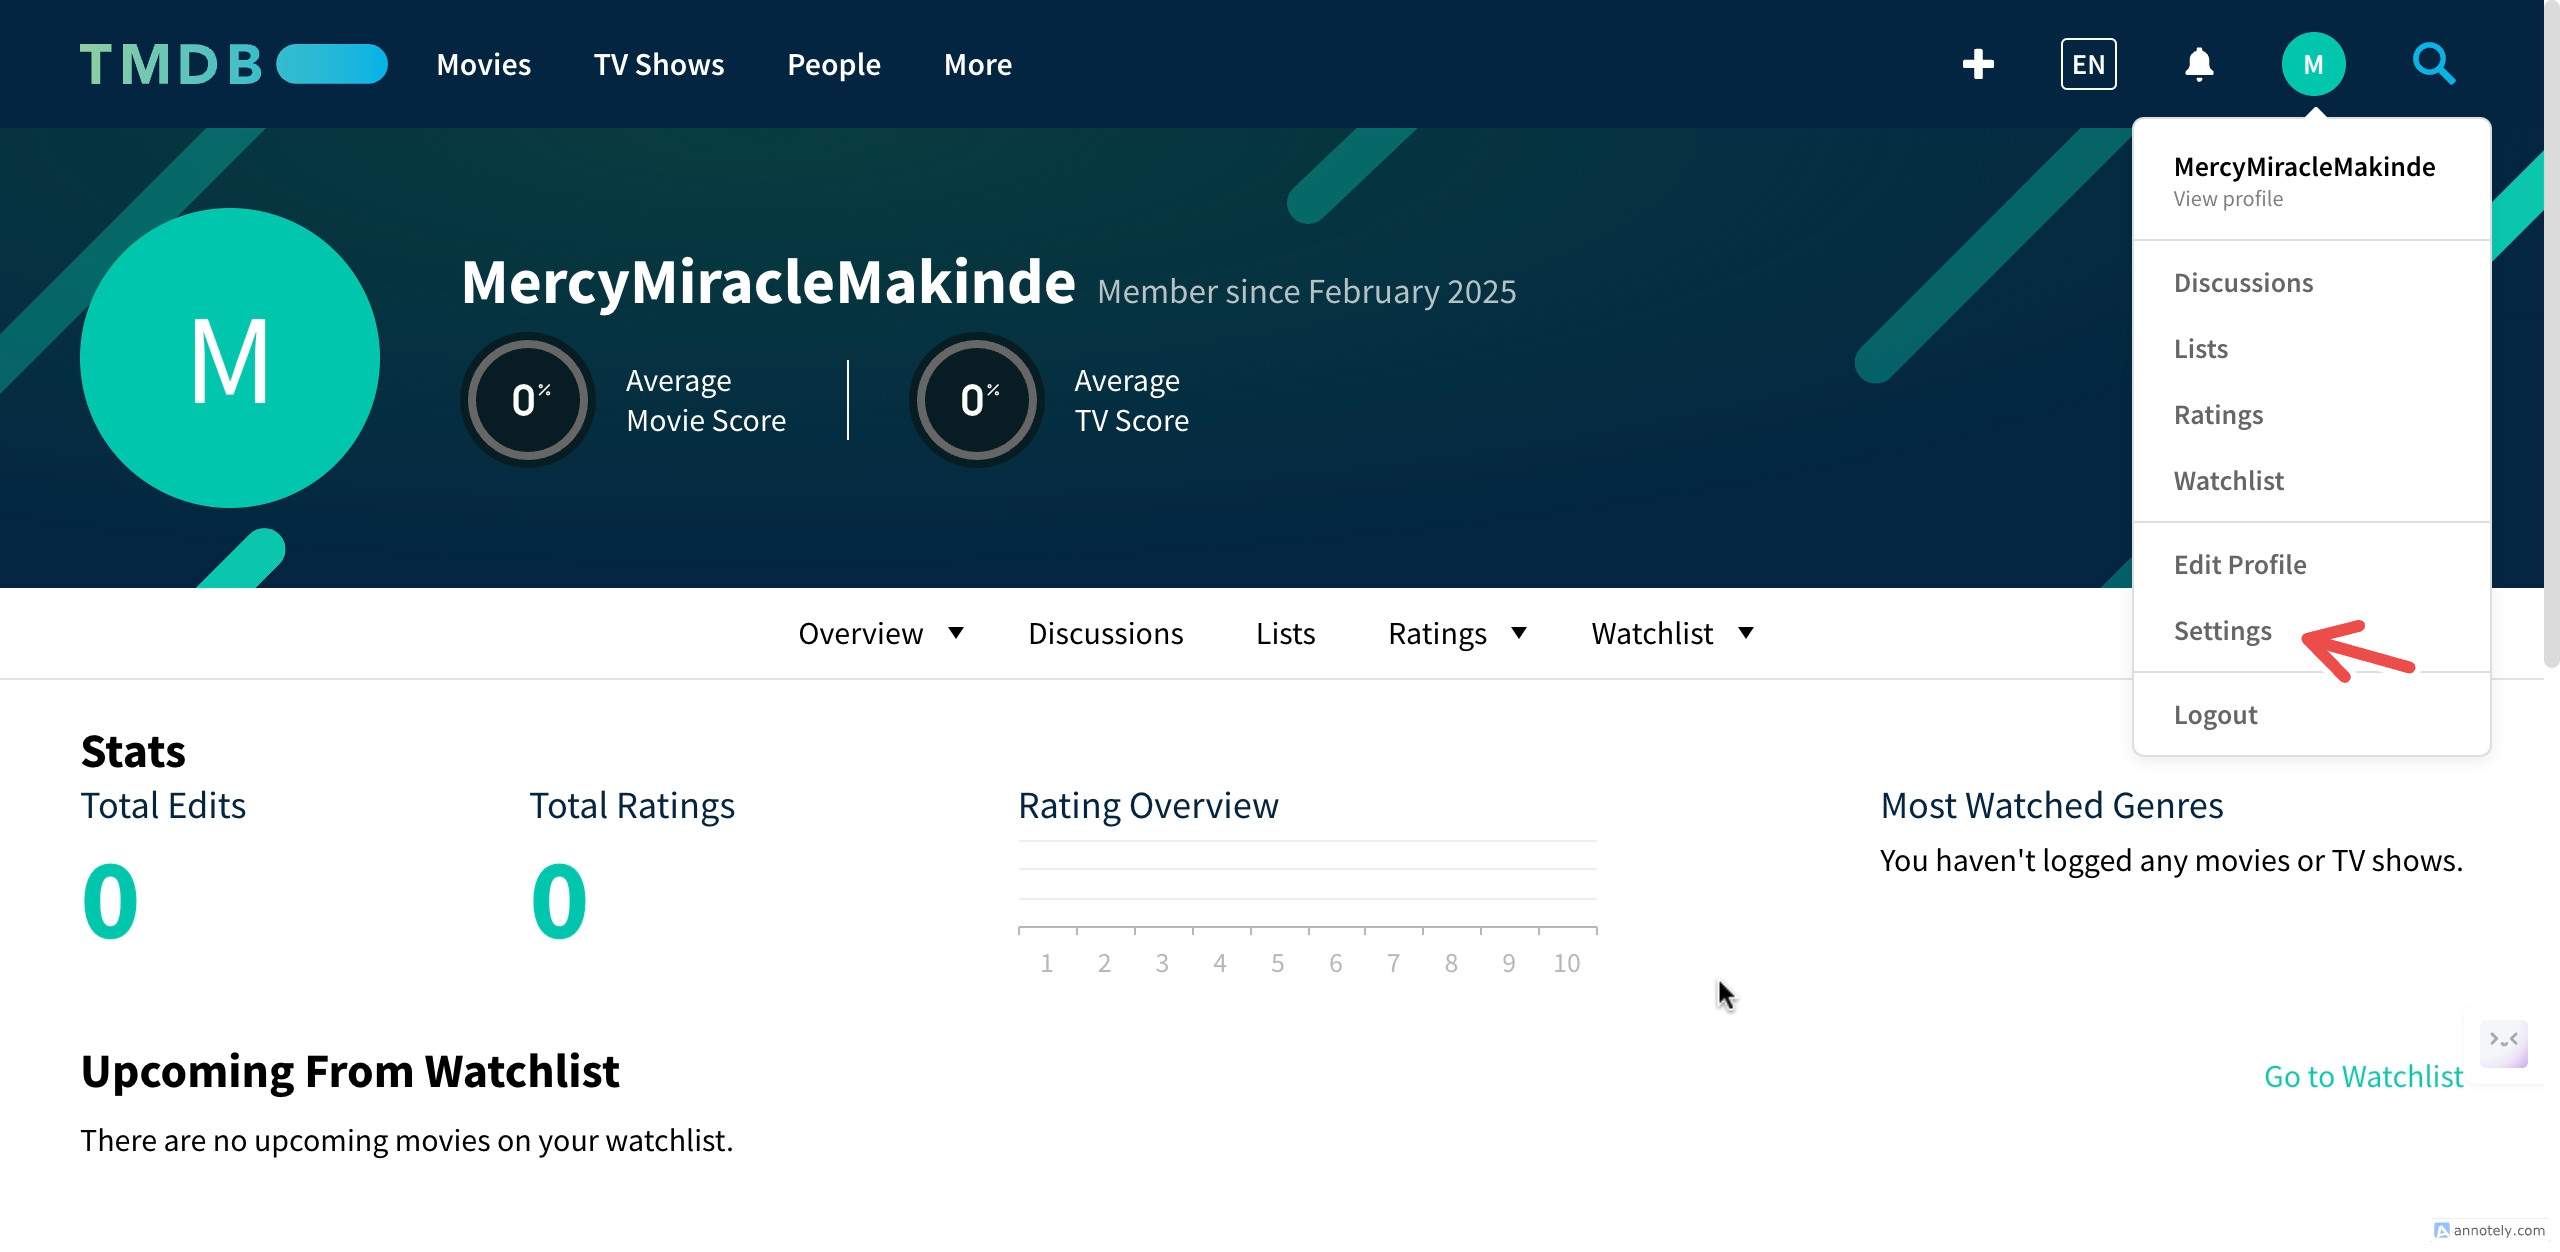 TMDB
Movies TV Shows People More
EN
M
MercyMiracleMakinde
View profile
Discussions
Lists
Ratings
Watchlist
Edit Profile
Settings
Logout
M
MercyMiracleMakinde Member since February 2025
0%
Average
Movie Score
0%
Average
TV Score
Overview Discussions Lists Ratings Watchlist
Stats
Total Edits
0
Total Ratings
0
Rating Overview
1 2 3 4 5 6 7 8 9 10
Most Watched Genres
You haven't logged any movies or TV shows.
Upcoming From Watchlist
Go to Watchlist
There are no upcoming movies on your watchlist.
annotely.com